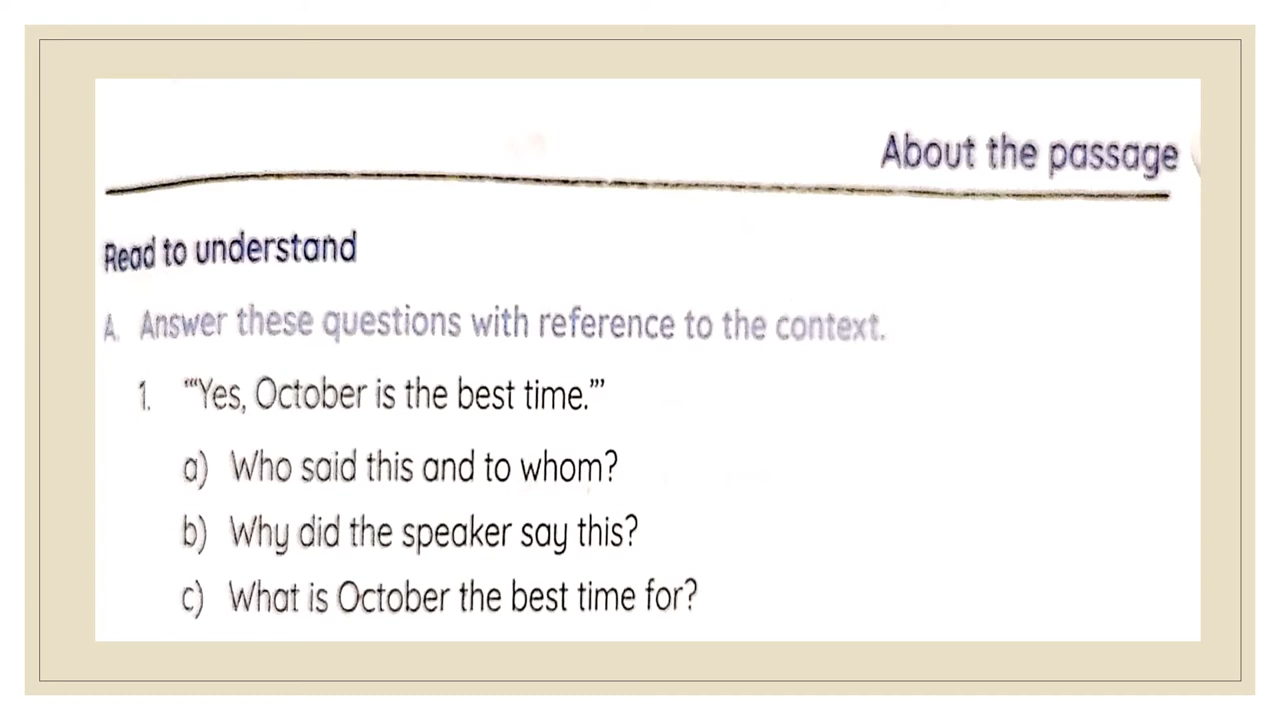 About the passage
Read to understand
A. Answer these questions with reference to the context.
1. "'Yes, October is the best time.'"
a) Who said this and to whom?
b) Why did the speaker say this?
c) What is October the best time for?